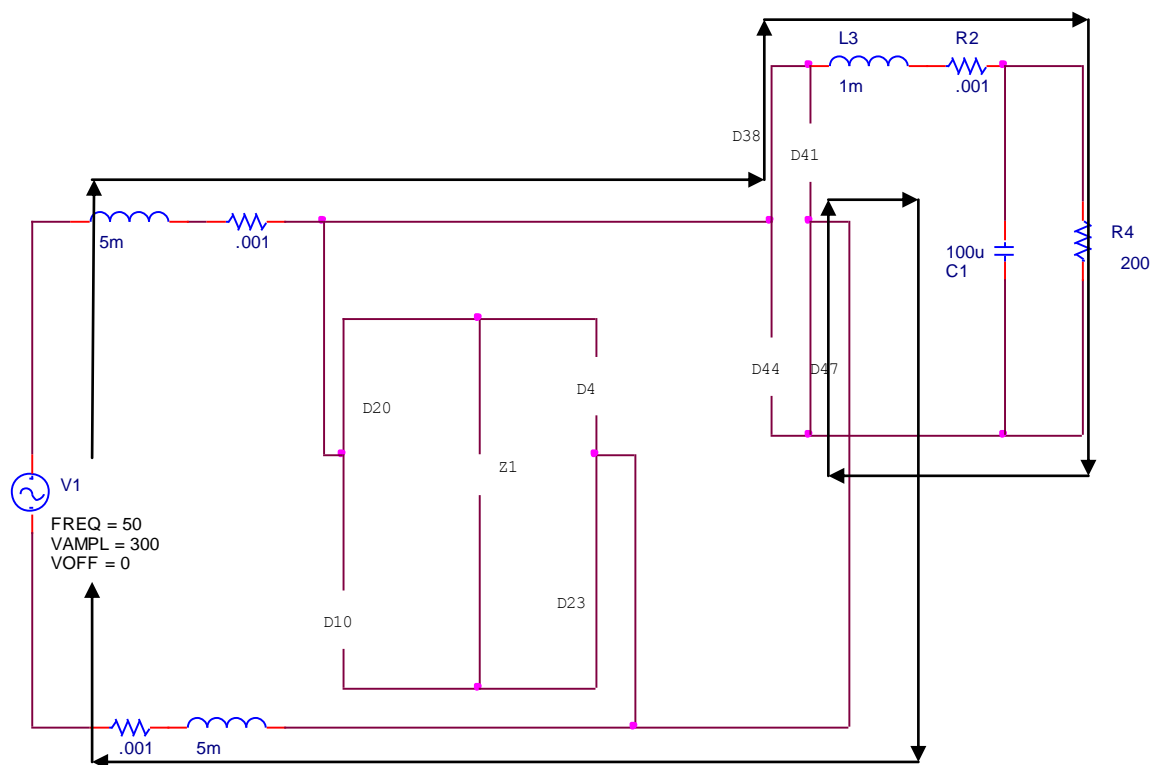 L3
R2
1m
.001
D38
D41
5m
.001
R4
100u
C1
200
D44
D47
D4
D20
Z1
V1
FREQ = 50
VAMPL = 300
VOFF = 0
D23
D10
.001
5m